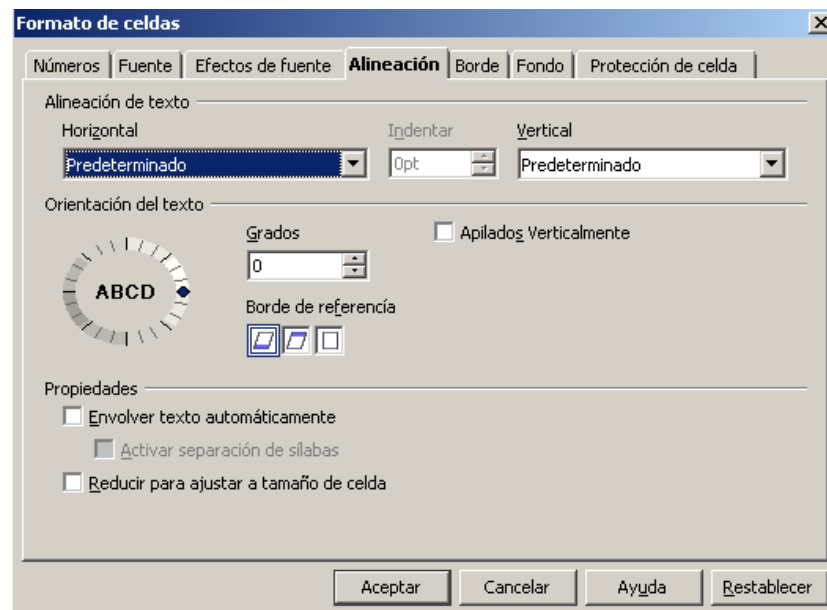 Formato de celdas
Números Fuente Efectos de fuente Alineación Borde Fondo Protección de celda
Alineación de texto
Horizontal Indentar Vertical
Predeterminado 0pt Predeterminado
Orientación del texto
Grados Apilados Verticalmente
0
ABCD
Borde de referencía
Propiedades
Envolver texto automáticamente
Activar separación de sílabas
Reducir para ajustar a tamaño de celda
Aceptar Cancelar Ayuda Restablecer